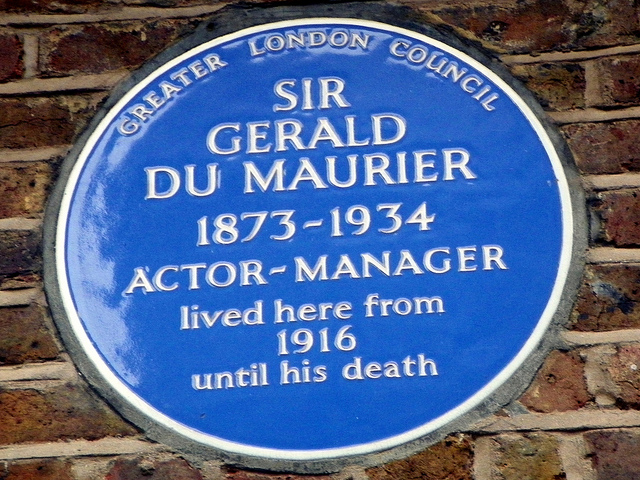 GREATER LONDON COUNCIL
SIR
GERALD
DU MAURIER
1873-1934
ACTOR-MANAGER
lived here from
1916
until his death